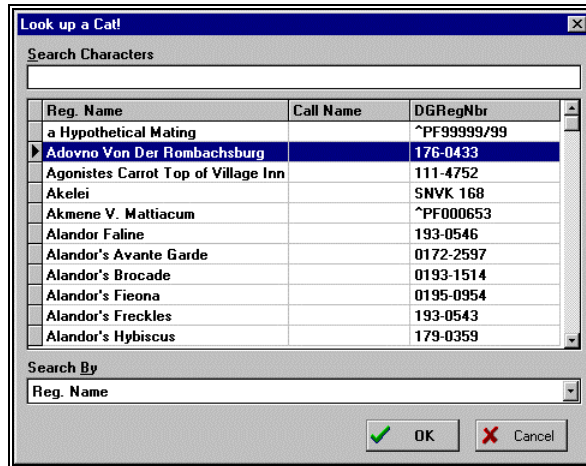 Look up a Cat!
Search Characters
Reg. Name Call Name DGRegNbr
a Hypothetical Mating ^PF99999/99
Adovno Von Der Rombachsburg 176-0433
Agonistes Carrot Top of Village Inn 111-4752
Akelei SNVK 168
Akmene V. Mattiacum ^PF000653
Alandor Faline 193-0546
Alandor's Avante Garde 0172-2597
Alandor's Brocade 0193-1514
Alandor's Fieona 0195-0954
Alandor's Freckles 193-0543
Alandor's Hybiscus 179-0359
Search By
Reg. Name
OK Cancel